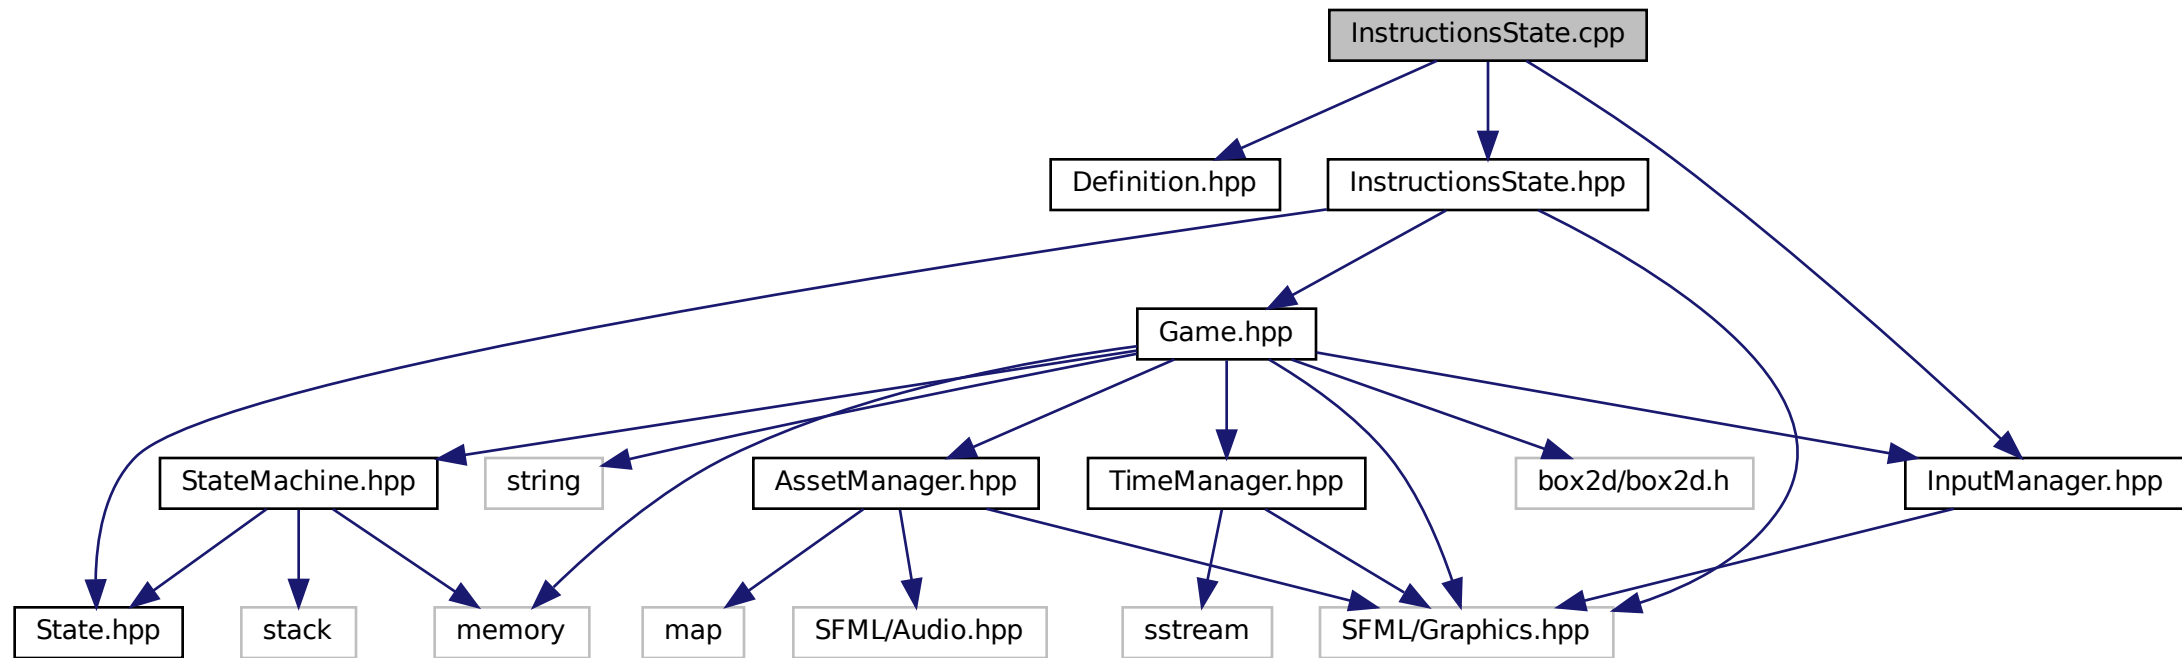 InstructionsState.cpp
Definition.hpp
InstructionsState.hpp
Game.hpp
StateMachine.hpp
string
AssetManager.hpp
TimeManager.hpp
box2d/box2d.h
InputManager.hpp
State.hpp
stack
memory
map
SFML/Audio.hpp
sstream
SFML/Graphics.hpp